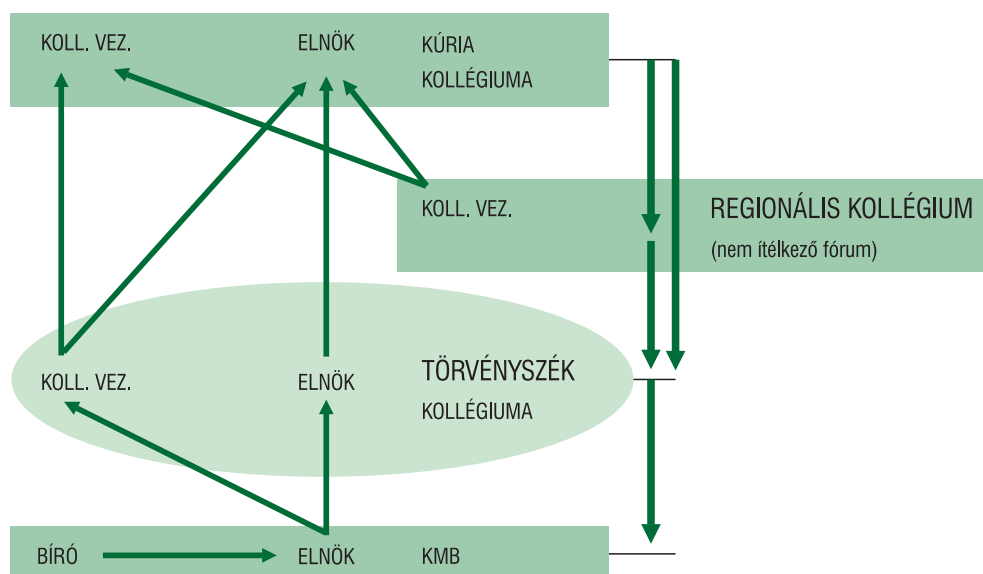 KOLL. VEZ.
ELNÖK
KÚRIA
KOLLÉGIUMA
KOLL. VEZ.
REGIONÁLIS KOLLÉGIUM
(nem ítélkező fórum)
KOLL. VEZ.
ELNÖK
TÖRVÉNYSZÉK
KOLLÉGIUMA
BÍRÓ
ELNÖK
KMB